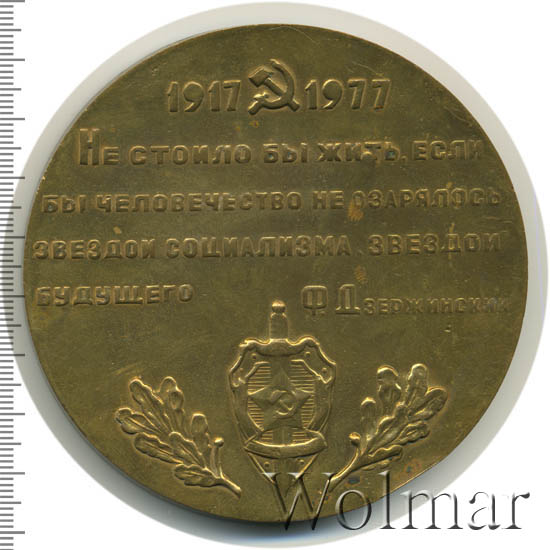 1917 1977
Не стоило бы жить, если
бы человечество не озарялось
звездой социализма, звездой
будущего Ф Дзержинский
Wolmar